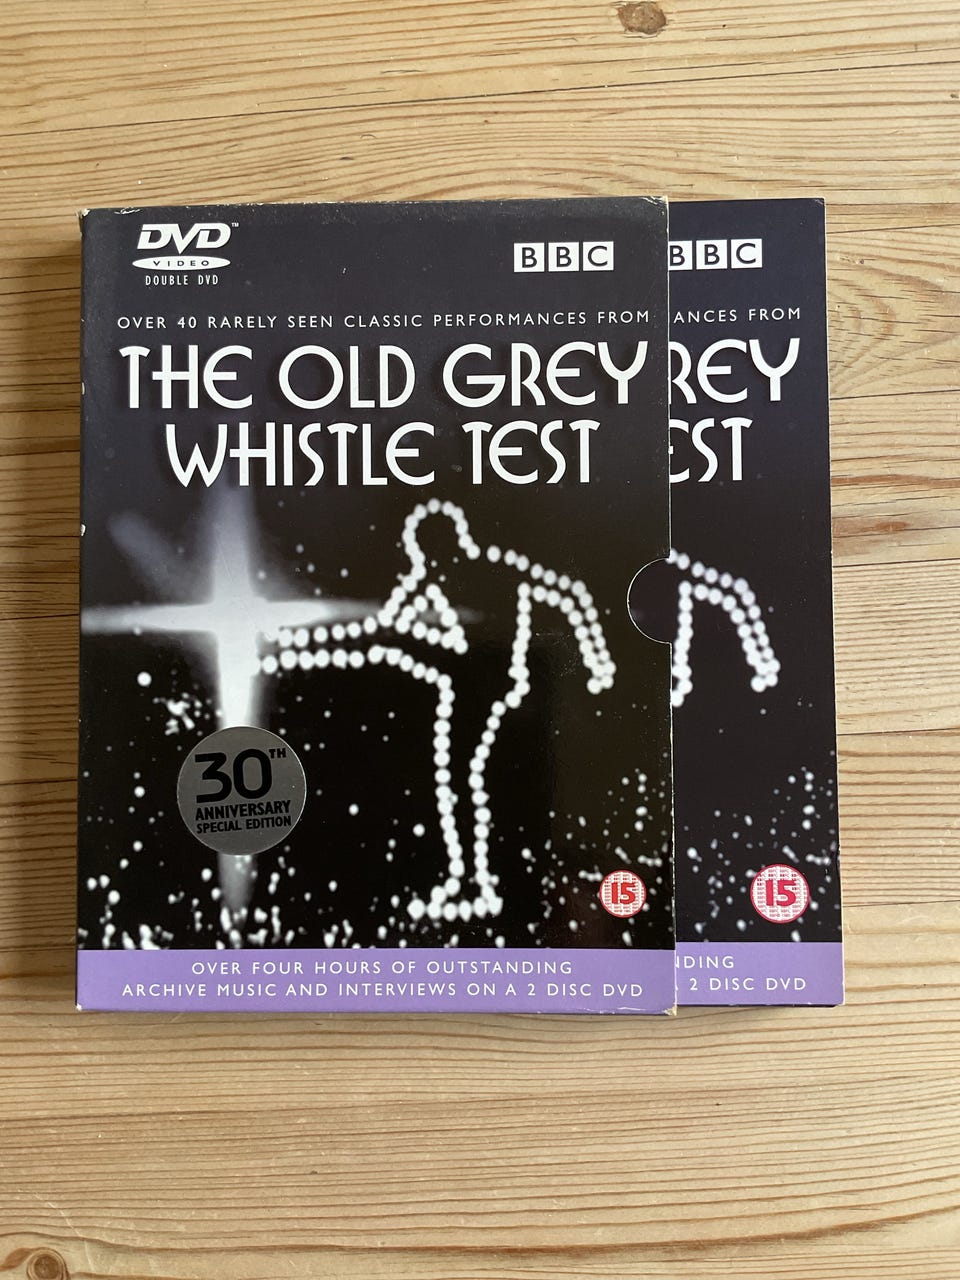 DVD™
VIDEO
DOUBLE DVD
BBC
OVER 40 RARELY SEEN CLASSIC PERFORMANCES FROM
THE OLD GREY
WHISTLE TEST
30TH
ANNIVERSARY
SPECIAL EDITION
15
OVER FOUR HOURS OF OUTSTANDING
ARCHIVE MUSIC AND INTERVIEWS ON A 2 DISC DVD
BBC
ANCES FROM
REY
EST
15
NDING
2 DISC DVD